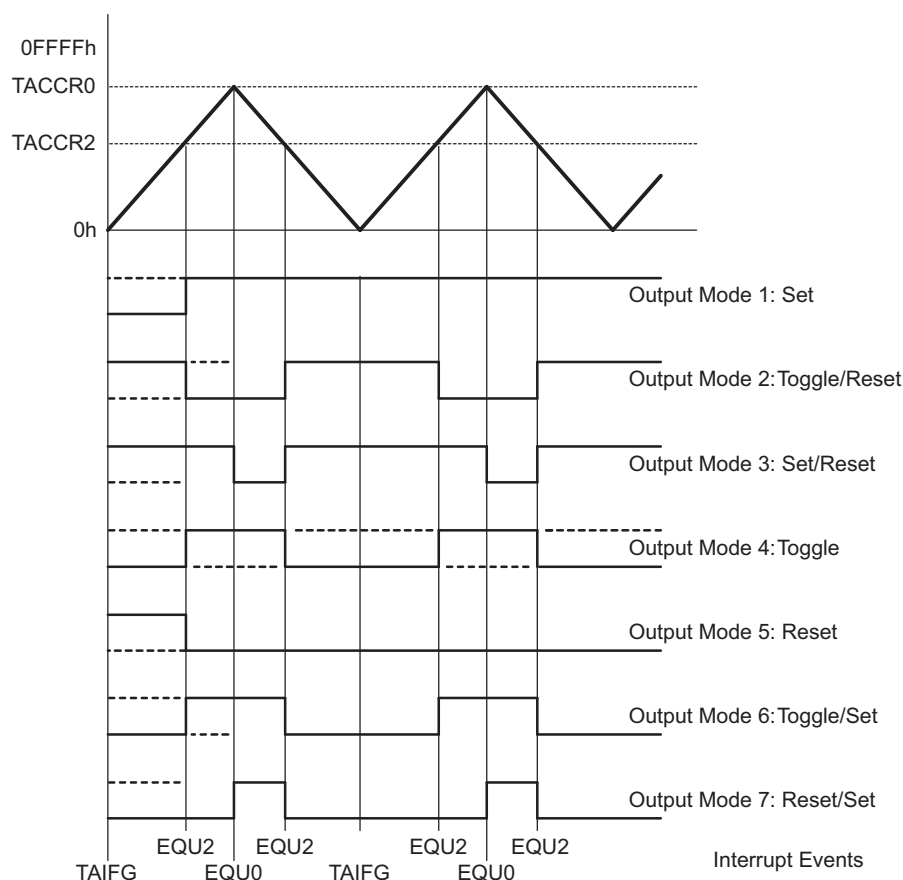 0FFFFh
TACCR0
TACCR2
0h
Output Mode 1: Set
Output Mode 2:Toggle/Reset
Output Mode 3: Set/Reset
Output Mode 4:Toggle
Output Mode 5: Reset
Output Mode 6:Toggle/Set
Output Mode 7: Reset/Set
EQU2 EQU2 EQU2 EQU2
TAIFG EQU0 TAIFG EQU0 Interrupt Events